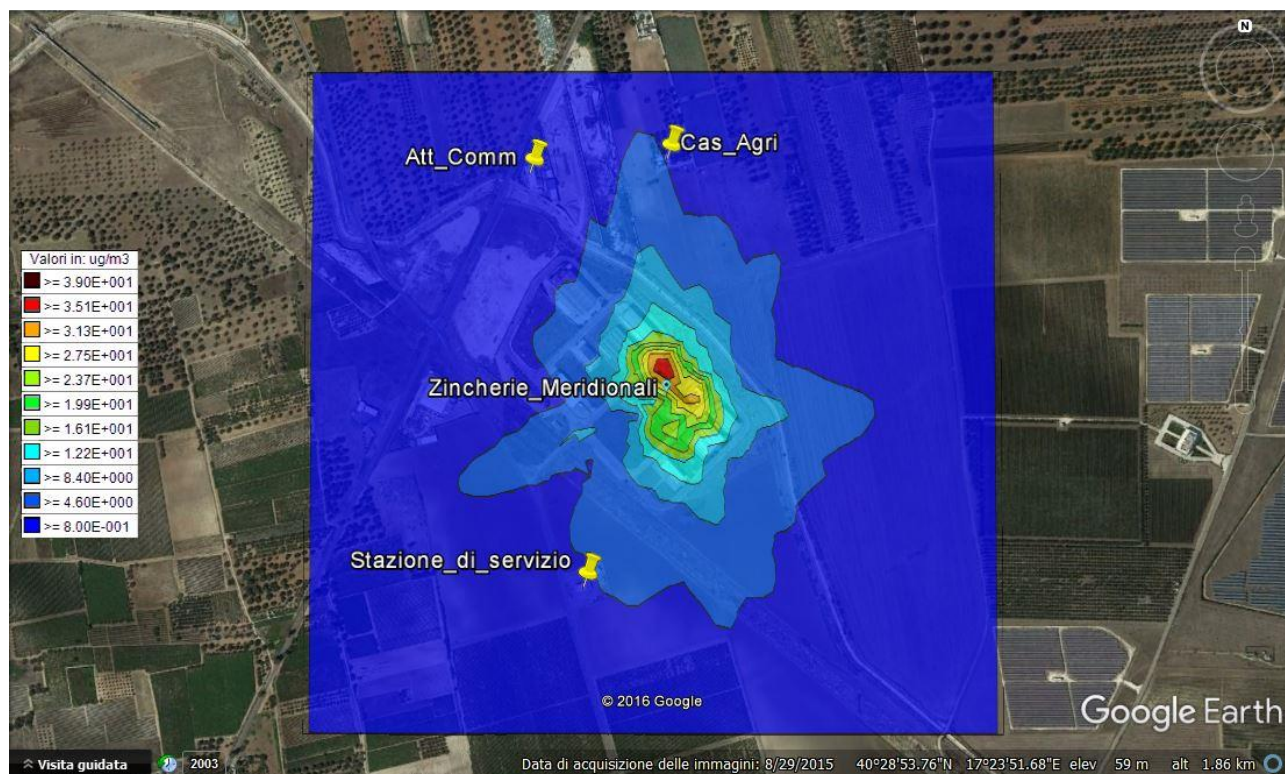 N
Att_Comm
Cas_Agri
Valori in: ug/m3
>= 3.90E+001
>= 3.51E+001
>= 3.13E+001
>= 2.75E+001
>= 2.37E+001
>= 1.99E+001
>= 1.61E+001
>= 1.22E+001
>= 8.40E+000
>= 4.60E+000
>= 8.00E-001
Zincherie_Meridionali
Stazione_di_servizio
© 2016 Google
Google Earth
Visita guidata 2003 Data di acquisizione delle immagini: 8/29/2015 40°28'53.76"N 17°23'51.68"E elev 59 m alt 1.86 km